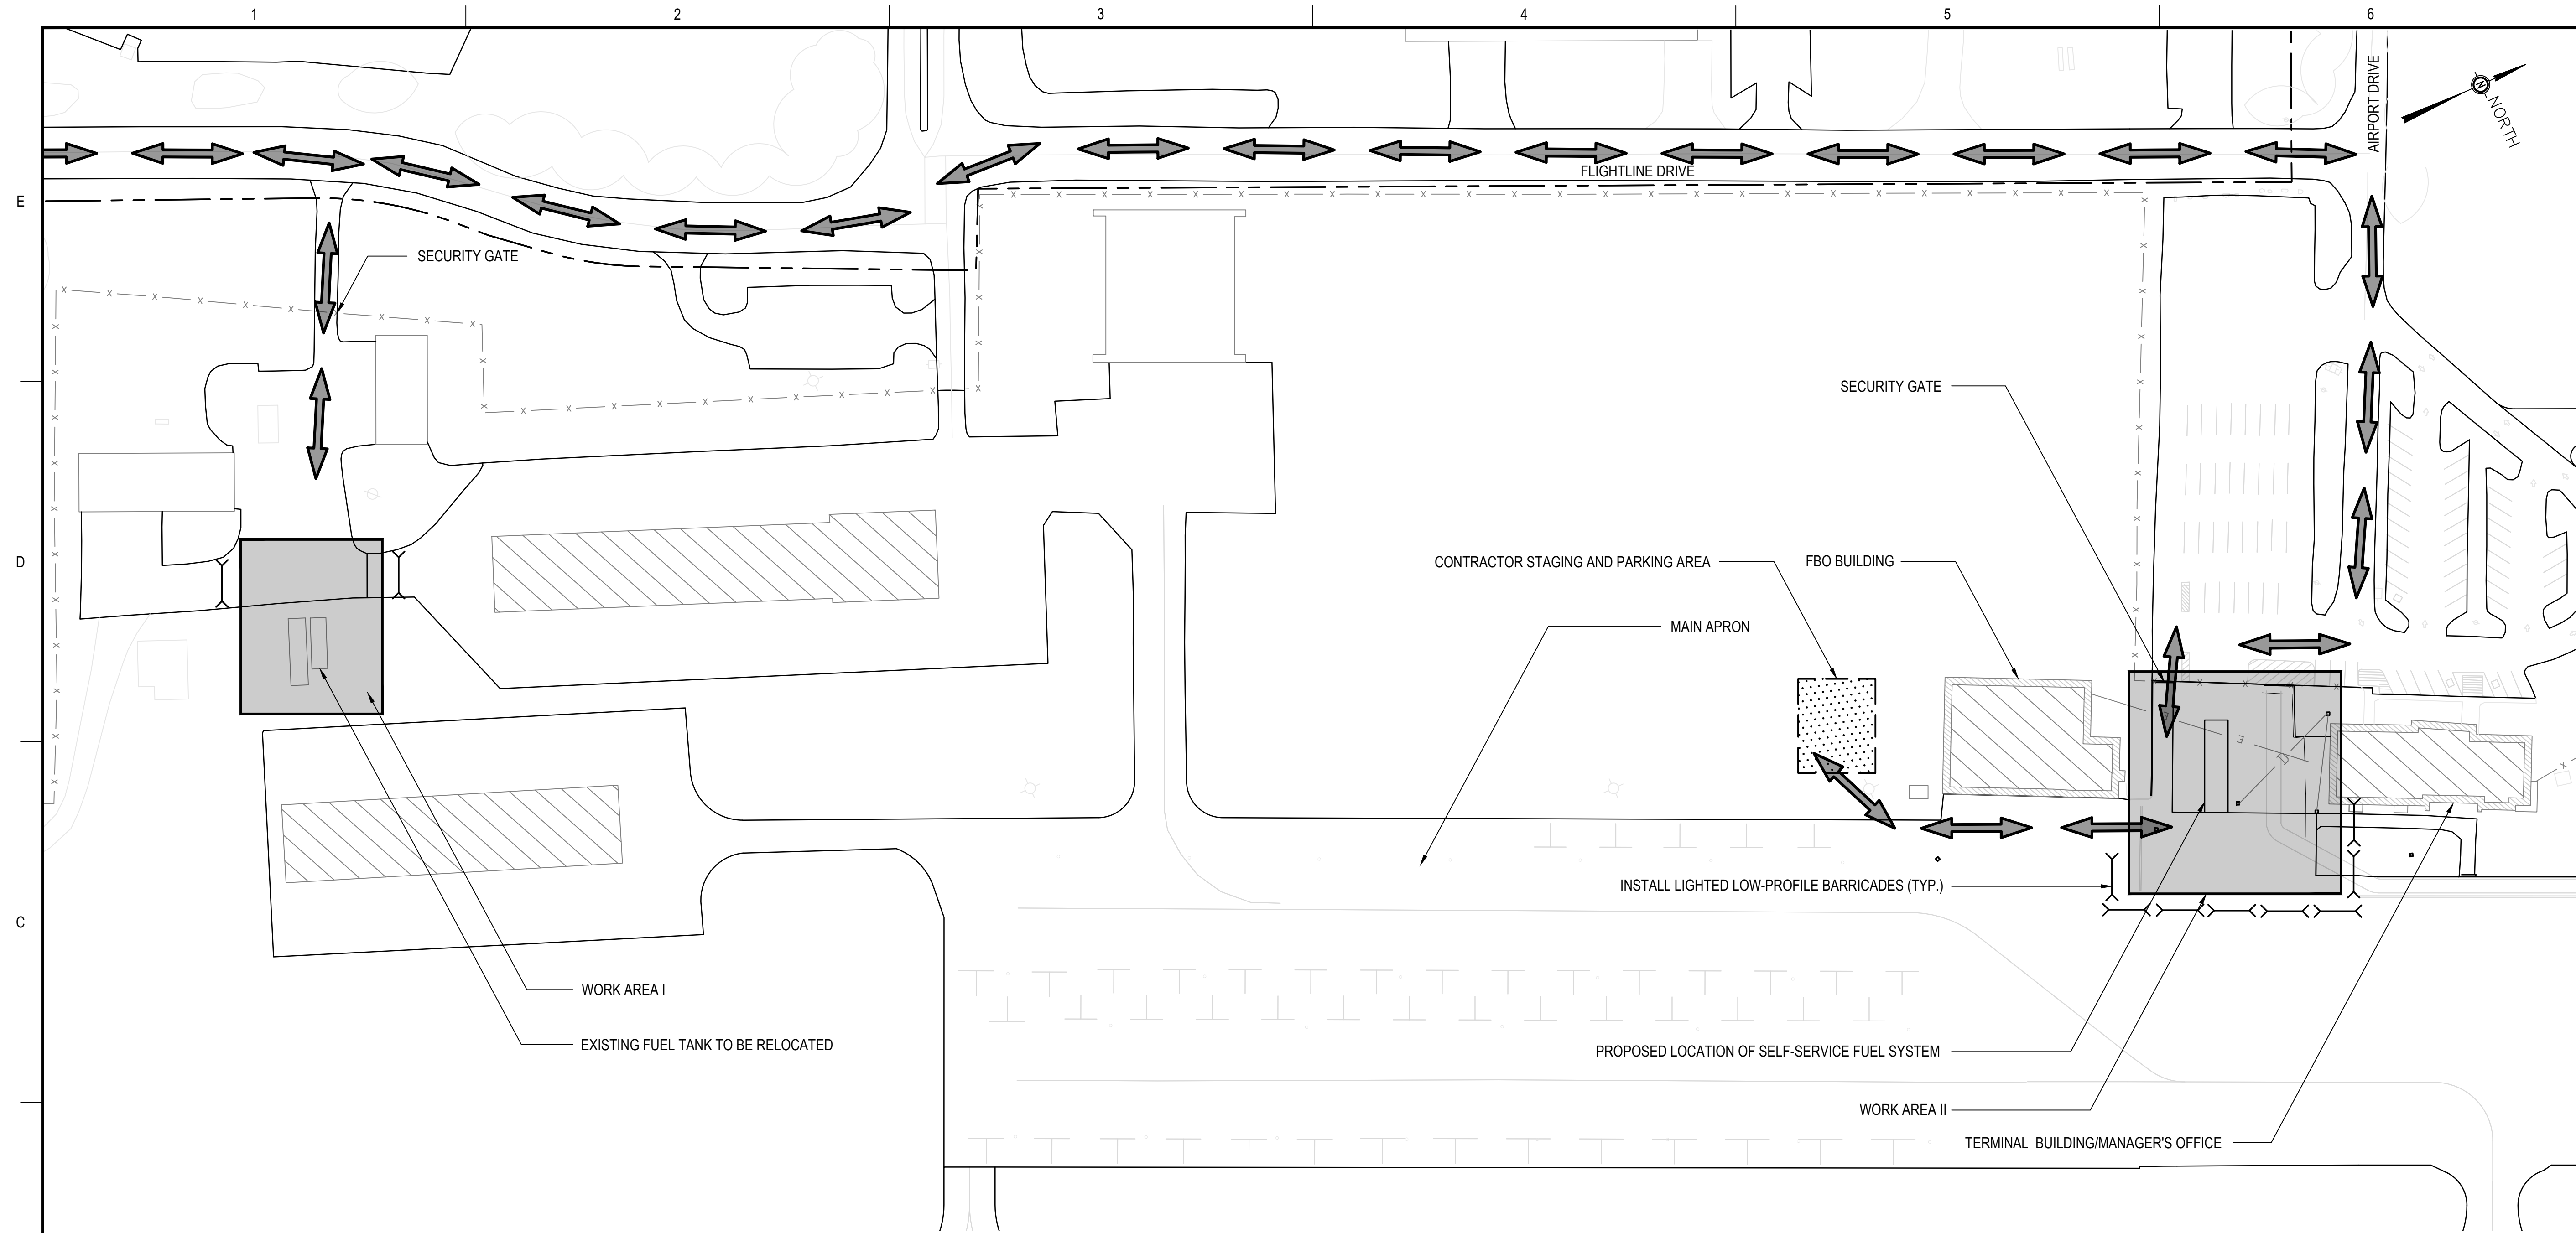 1 2 3 4 5 6
AIRPORT DRIVE
N
NORTH
FLIGHTLINE DRIVE
E
SECURITY GATE
SECURITY GATE
D
CONTRACTOR STAGING AND PARKING AREA
FBO BUILDING
MAIN APRON
INSTALL LIGHTED LOW-PROFILE BARRICADES (TYP.)
C
WORK AREA I
EXISTING FUEL TANK TO BE RELOCATED
PROPOSED LOCATION OF SELF-SERVICE FUEL SYSTEM
WORK AREA II
TERMINAL BUILDING/MANAGER'S OFFICE